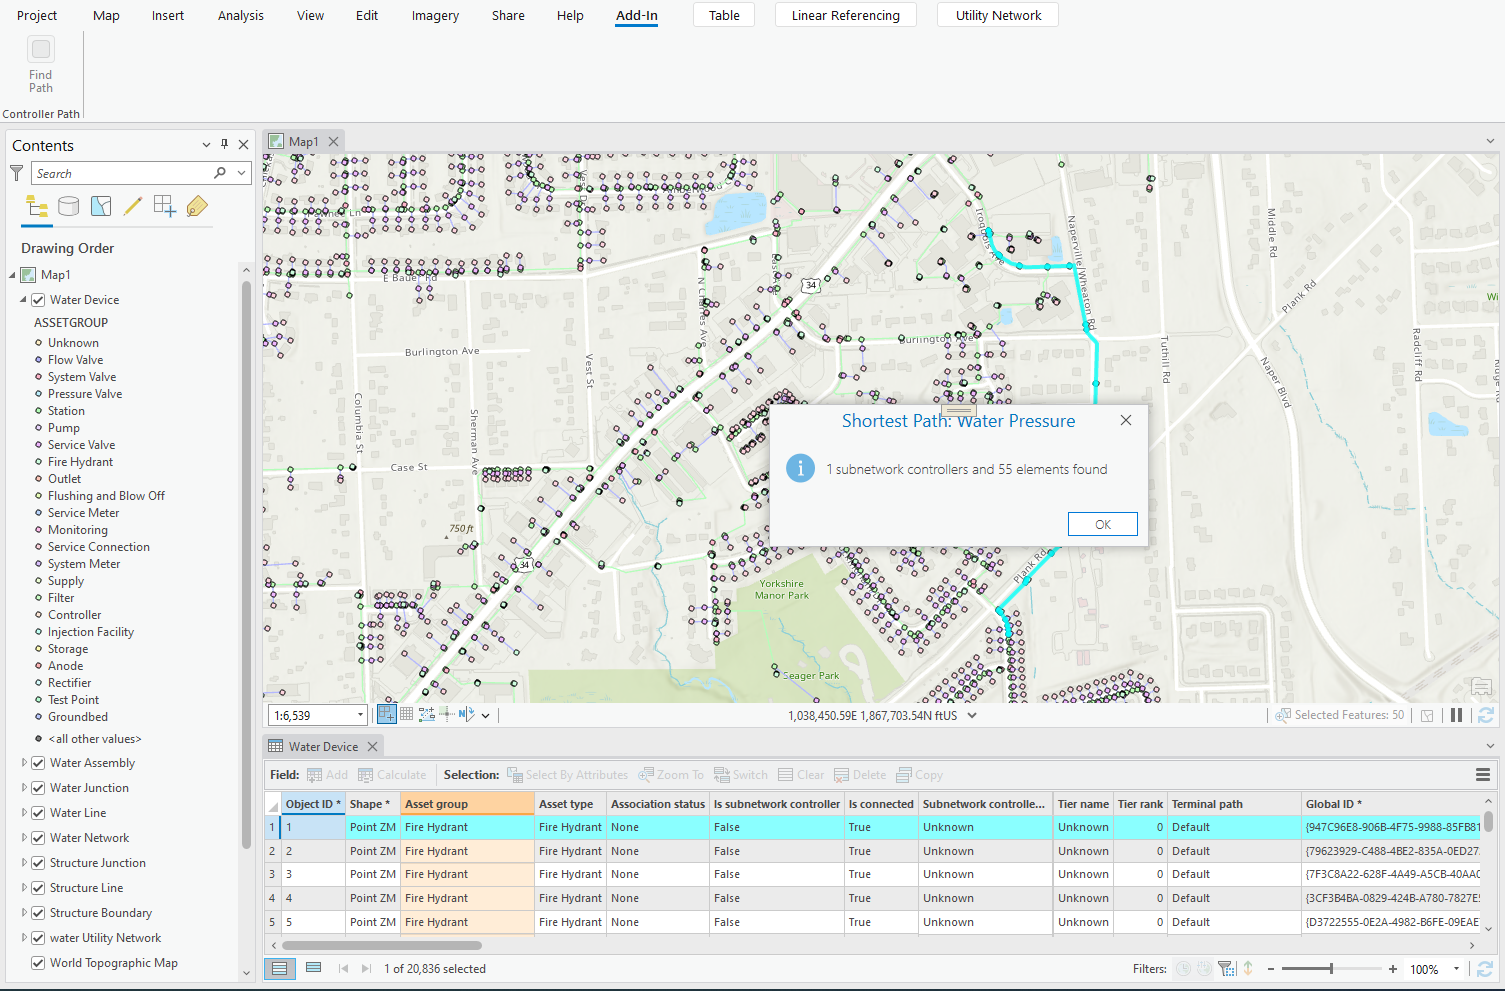 Project Map Insert Analysis View Edit Imagery Share Help Add-In Table Linear Referencing Utility Network
Find
Path
Controller Path
Contents
Search
Drawing Order
Map1
Water Device
ASSETGROUP
Unknown
Flow Valve
System Valve
Pressure Valve
Station
Pump
Service Valve
Fire Hydrant
Outlet
Flushing and Blow Off
Service Meter
Monitoring
Service Connection
System Meter
Supply
Filter
Controller
Injection Facility
Storage
Anode
Rectifier
Test Point
Groundbed
<all other values>
Water Assembly
Water Junction
Water Line
Water Network
Structure Junction
Structure Line
Structure Boundary
water Utility Network
World Topographic Map
Map1
E Bauer Rd
Burlington Ave
Columbia St
Sherman Ave
Vest St
N Charles Ave
Case St
750 ft
34
34
Iroquois Ave
Naperville Wheaton Rd
Burlington Ave
Middle Rd
Plank Rd
Tuthill Rd
Naper Blvd
Radcliff Rd
Plank Rd
Yorkshire
Manor Park
Seager Park
Shortest Path: Water Pressure
1 subnetwork controllers and 55 elements found
OK
1:6,539
1,038,450.59E 1,867,703.54N ftUS
Selected Features: 50
Water Device
Field: Add Calculate Selection: Select By Attributes Zoom To Switch Clear Delete Copy
Object ID * Shape * Asset group Asset type Association status Is subnetwork controller Is connected Subnetwork controlle... Tier name Tier rank Terminal path Global ID *
1 1 Point ZM Fire Hydrant Fire Hydrant None False True Unknown Unknown 0 Default {947C96E8-906B-4F75-9988-85FB81
2 2 Point ZM Fire Hydrant Fire Hydrant None False True Unknown Unknown 0 Default {79623929-C488-4BE2-835A-0ED27
3 3 Point ZM Fire Hydrant Fire Hydrant None False True Unknown Unknown 0 Default {7F3C8A22-628F-4A49-A5CB-40AA0
4 4 Point ZM Fire Hydrant Fire Hydrant None False True Unknown Unknown 0 Default {3CF3B4BA-0829-424B-A780-7827E
5 5 Point ZM Fire Hydrant Fire Hydrant None False True Unknown Unknown 0 Default {D3722555-0E2A-4982-B6FE-09EAE
1 of 20,836 selected
Filters:
100%